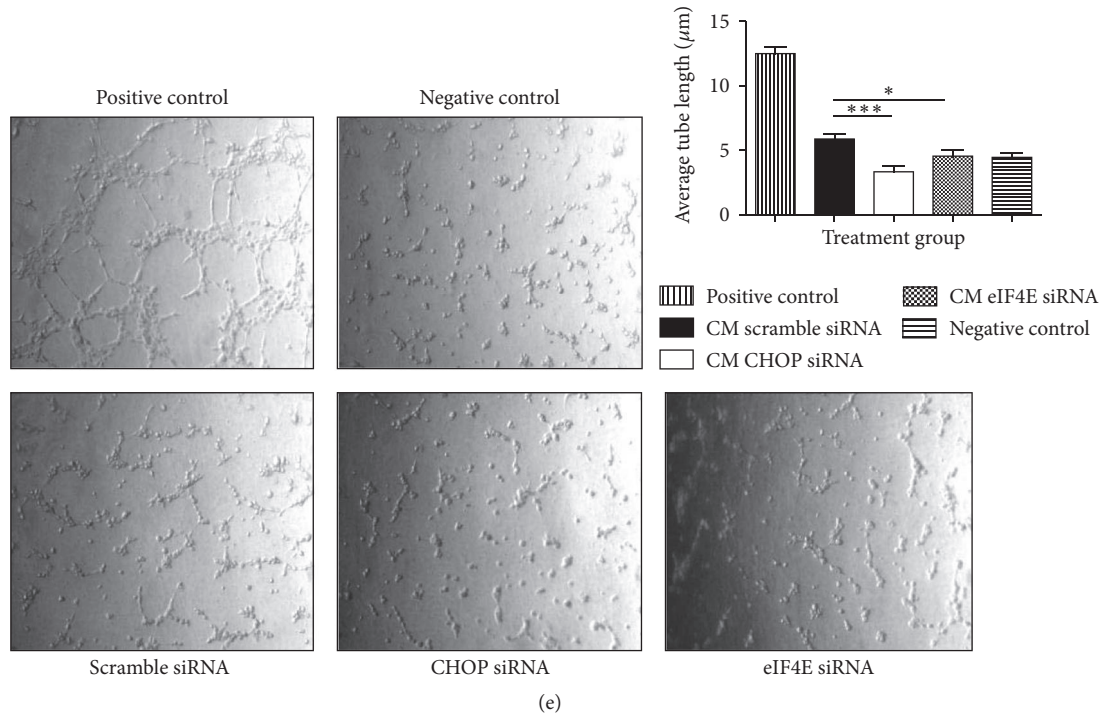 Positive control
Negative control
Average tube length (μm)
15
10
5
0
*
***
Treatment group
Positive control
CM scramble siRNA
CM CHOP siRNA
CM eIF4E siRNA
Negative control
Scramble siRNA
CHOP siRNA
eIF4E siRNA
(e)